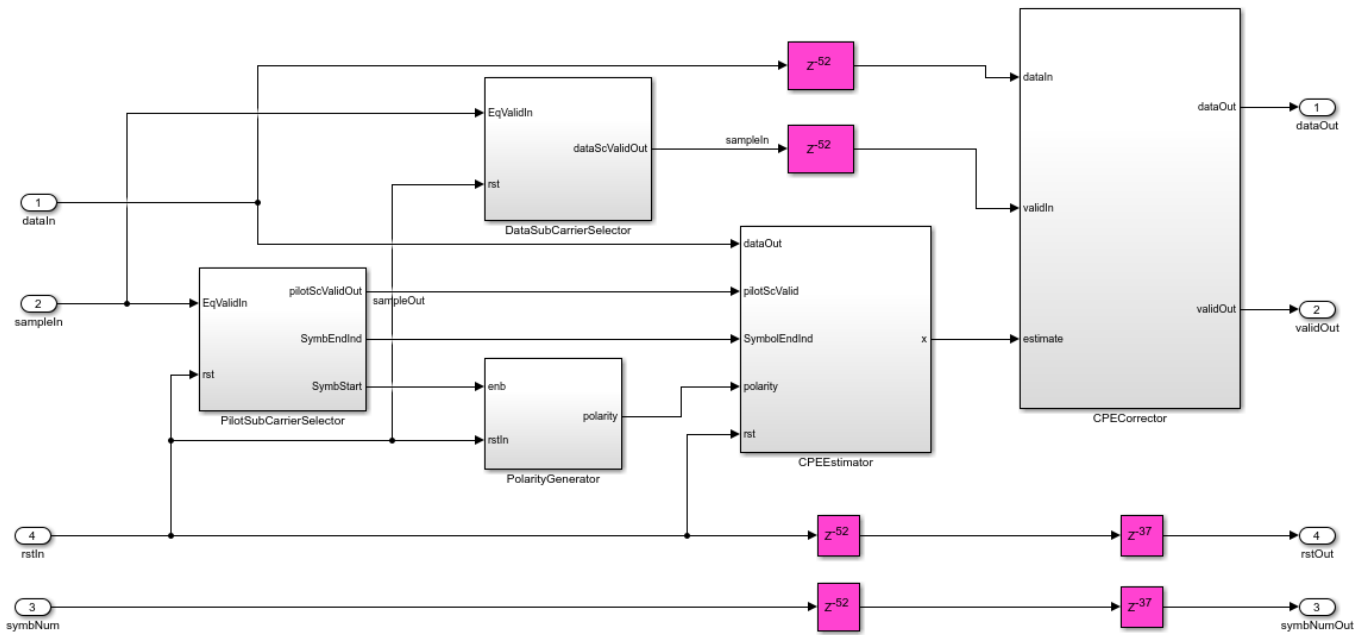 z-52
dataIn
EqValidIn
dataOut
1
dataOut
sampleIn
z-52
dataScValidOut
rst
1
dataIn
validIn
DataSubCarrierSelector
dataOut
EqValidIn
pilotScValidOut
sampleOut
pilotScValid
2
sampleIn
validOut
2
validOut
SymbEndInd
SymbolEndInd
x
estimate
rst
SymbStart
enb
polarity
polarity
PilotSubCarrierSelector
CPECorrector
rstIn
rst
CPEEstimator
PolarityGenerator
4
rstIn
z-52
z-37
4
rstOut
3
symbNum
z-52
z-37
3
symbNumOut